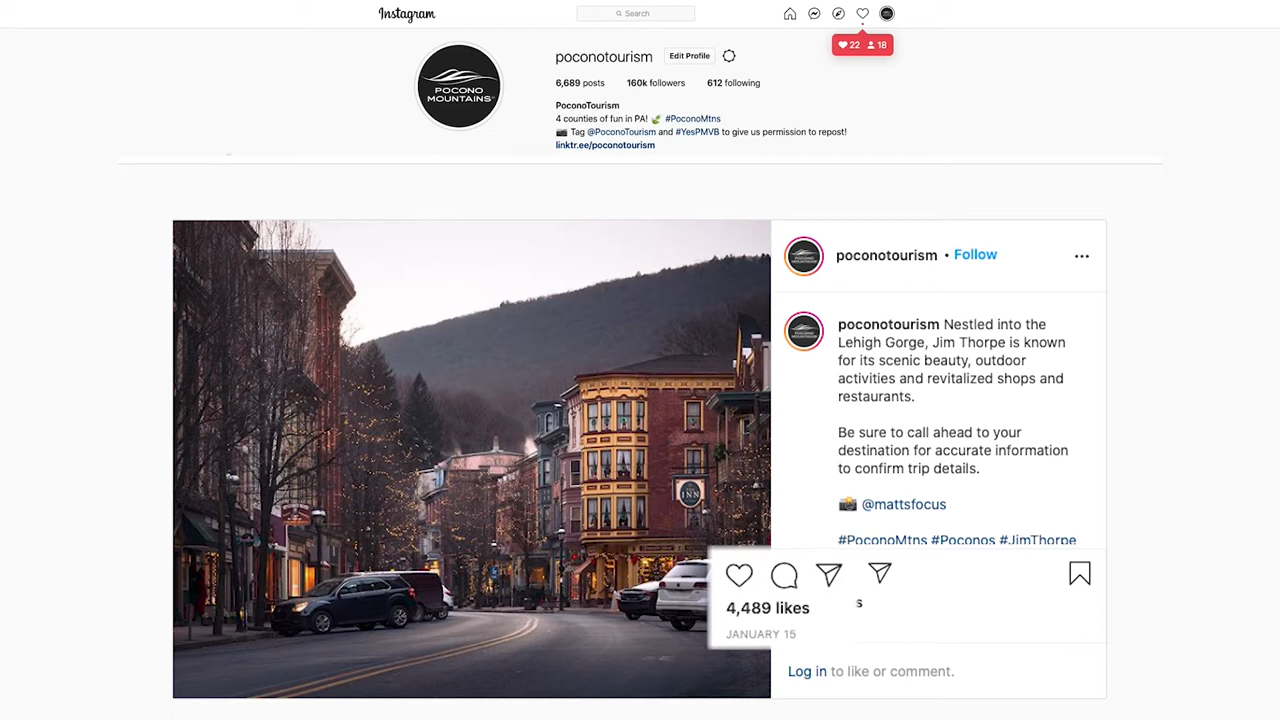 Instagram
Search
22 18
poconotourism Edit Profile
6,689 posts 160k followers 612 following
PoconoTourism
4 counties of fun in PA! 🌿 #PoconoMtns
📷 Tag @PoconoTourism and #YesPMVB to give us permission to repost!
linktr.ee/poconotourism
POCONO
MOUNTAINS
poconotourism • Follow
poconotourism Nestled into the
Lehigh Gorge, Jim Thorpe is known
for its scenic beauty, outdoor
activities and revitalized shops and
restaurants.
Be sure to call ahead to your
destination for accurate information
to confirm trip details.
📸 @mattsfocus
#PoconoMtns #Poconos #JimThorpe
4,489 likes
s
JANUARY 15
Log in to like or comment.
INN